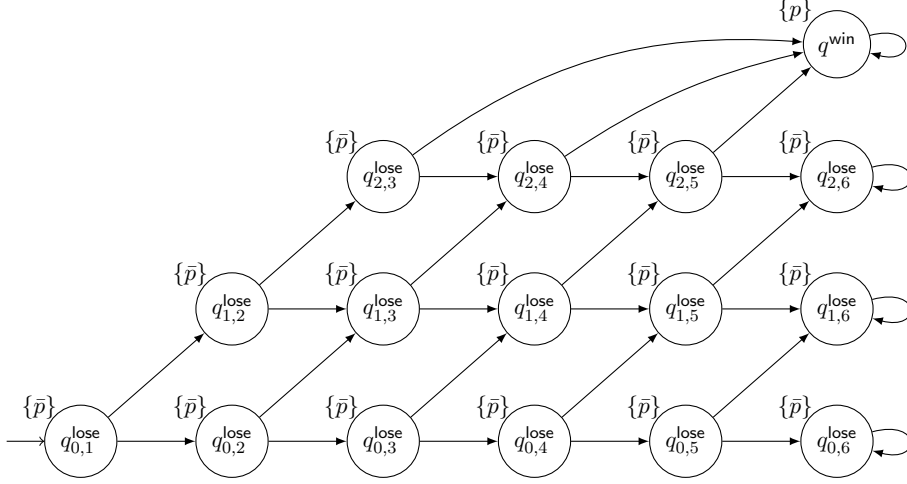 {p}
q^win
{p̄} {p̄} {p̄} {p̄}
q^lose_2,3 q^lose_2,4 q^lose_2,5 q^lose_2,6
{p̄} {p̄} {p̄} {p̄} {p̄}
q^lose_1,2 q^lose_1,3 q^lose_1,4 q^lose_1,5 q^lose_1,6
{p̄} {p̄} {p̄} {p̄} {p̄} {p̄}
q^lose_0,1 q^lose_0,2 q^lose_0,3 q^lose_0,4 q^lose_0,5 q^lose_0,6